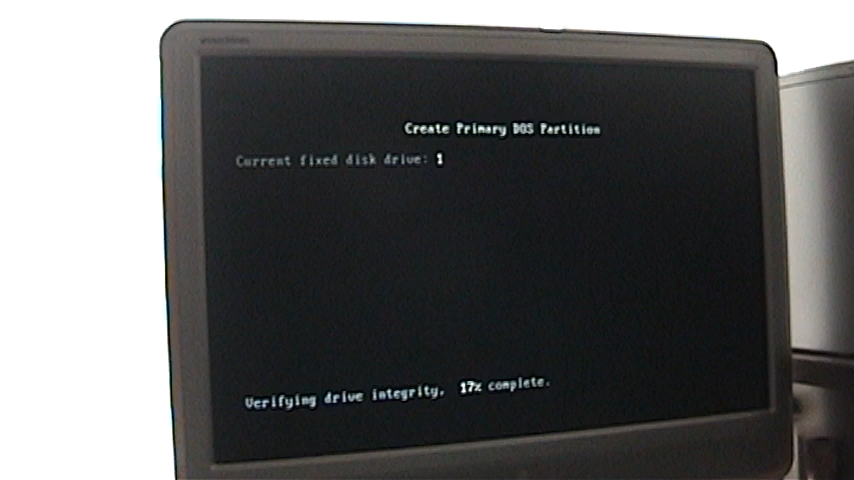 Create Primary DOS Partition
Current fixed disk drive: 1
Verifying drive integrity, 17% complete.